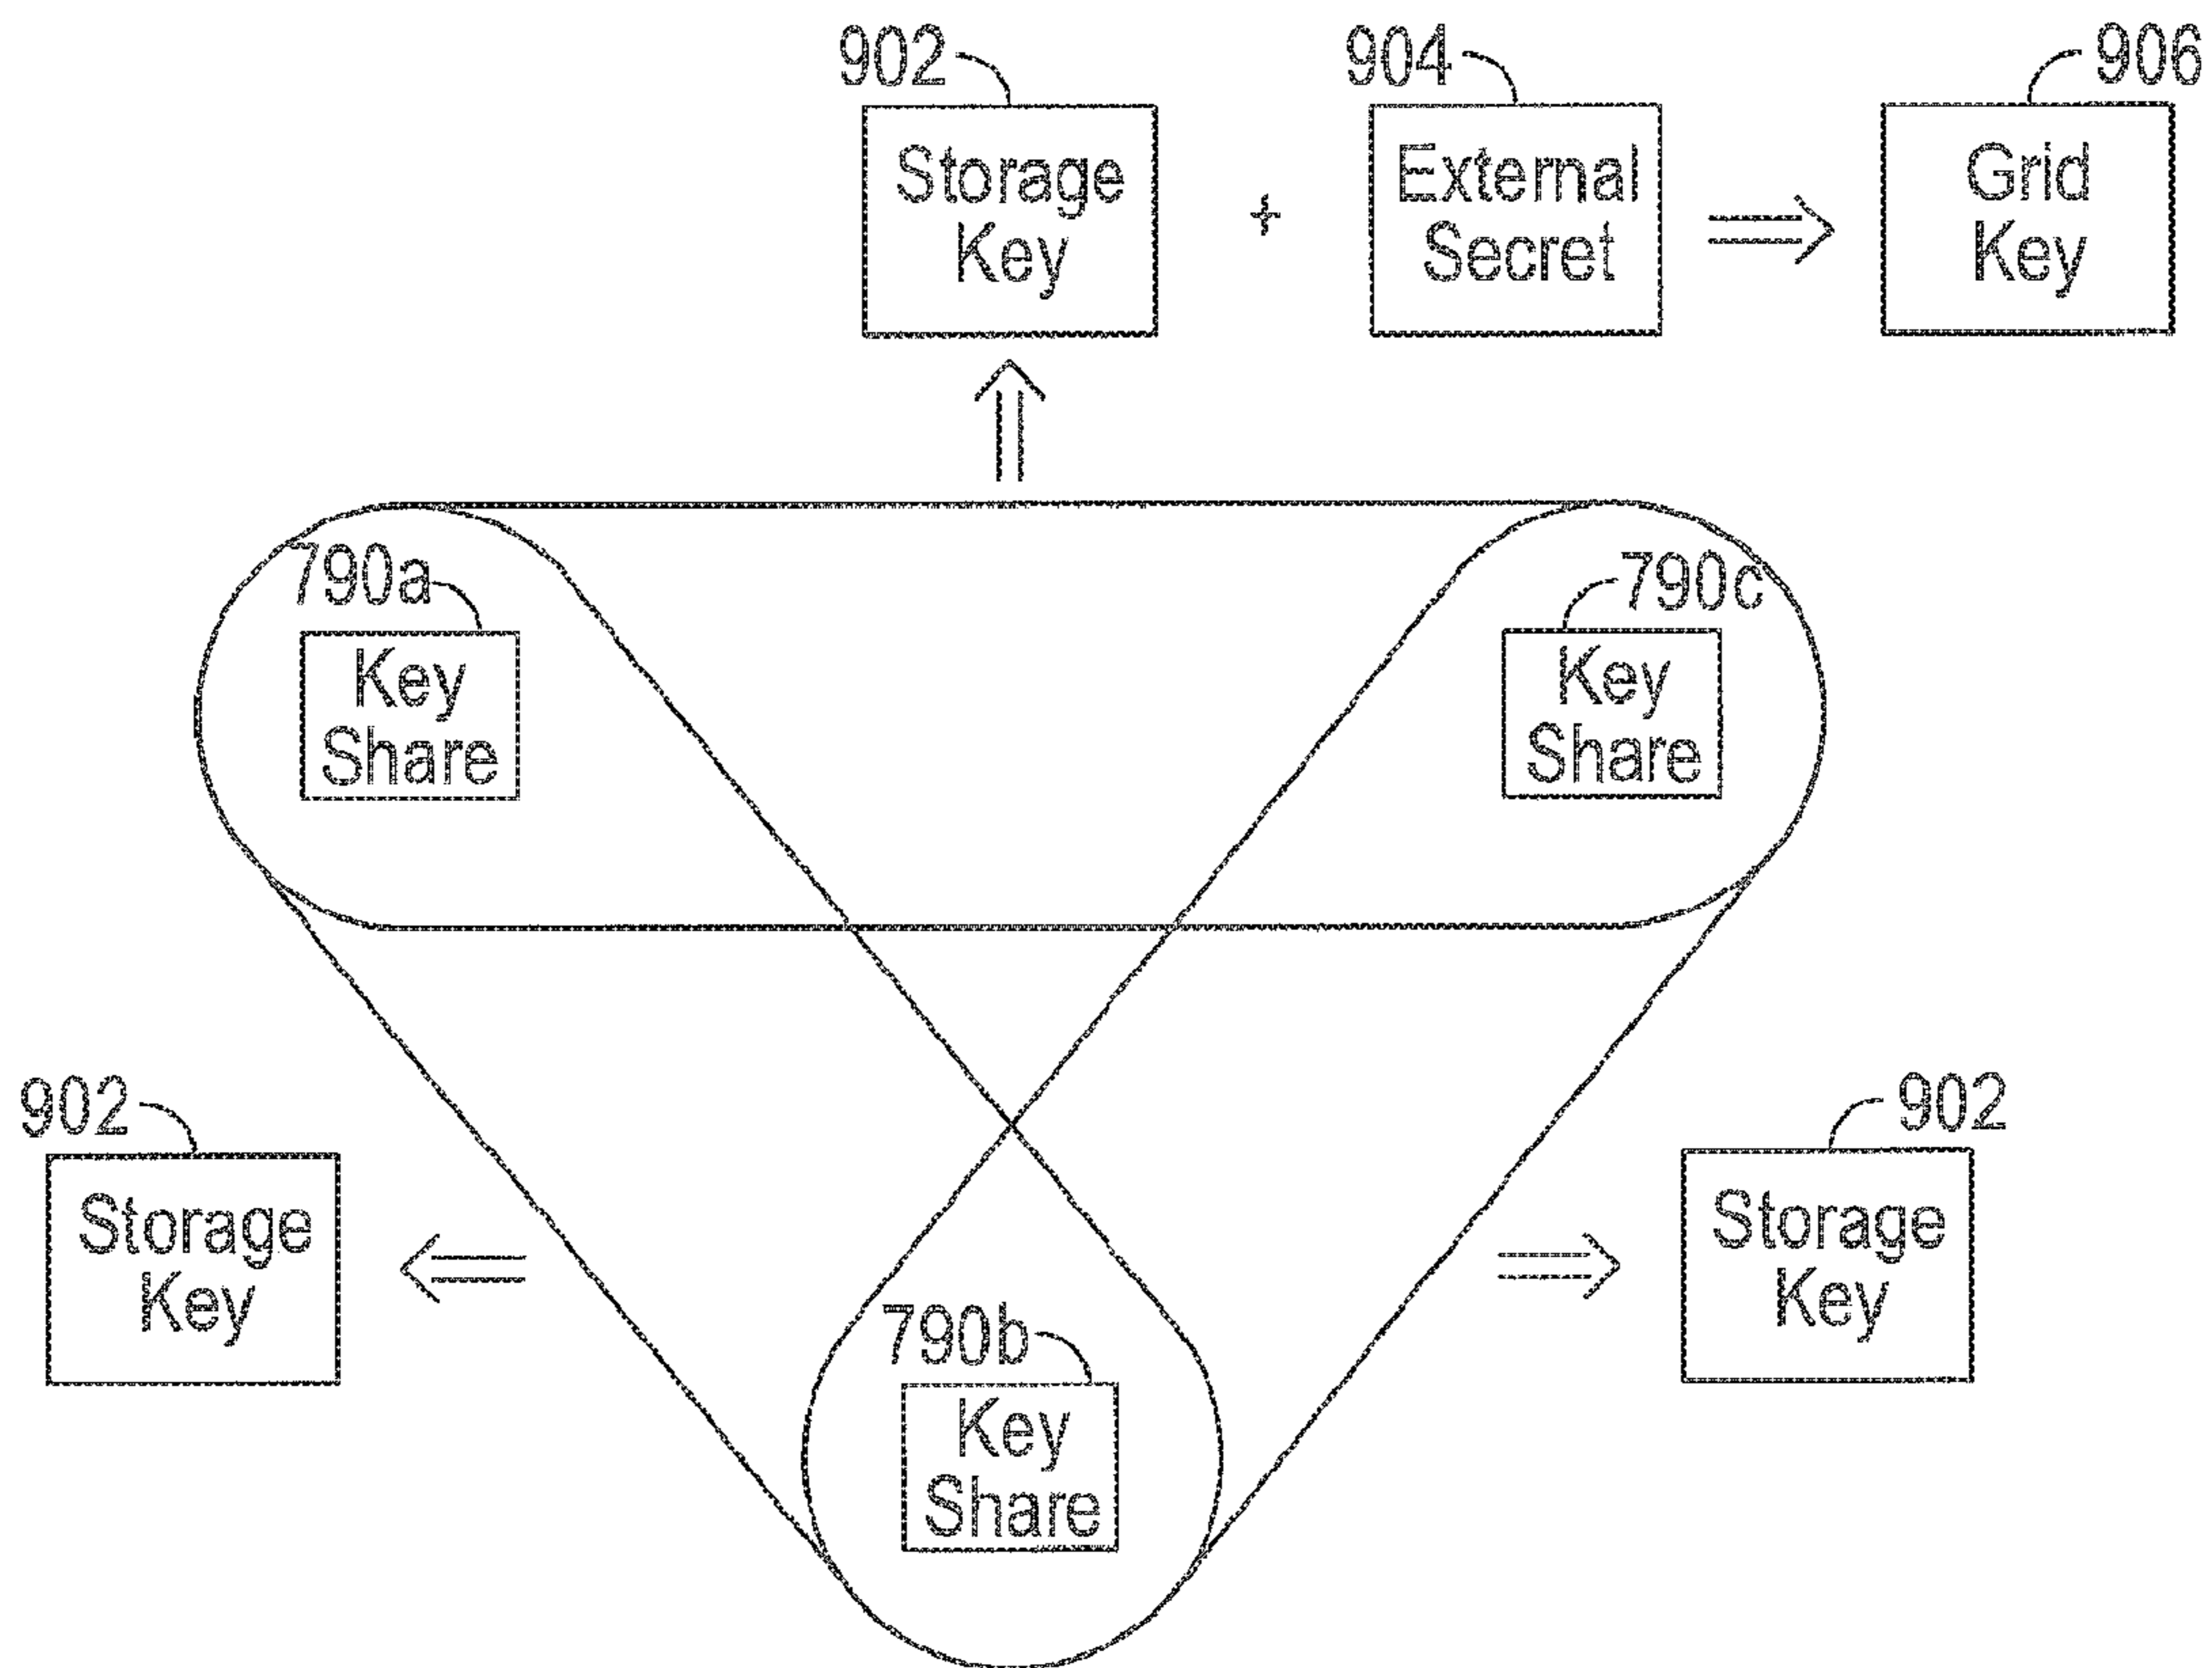 902
904
906
Storage
Key
+
External
Secret
Grid
Key
790a
Key
Share
790c
Key
Share
902
Storage
Key
902
Storage
Key
790b
Key
Share